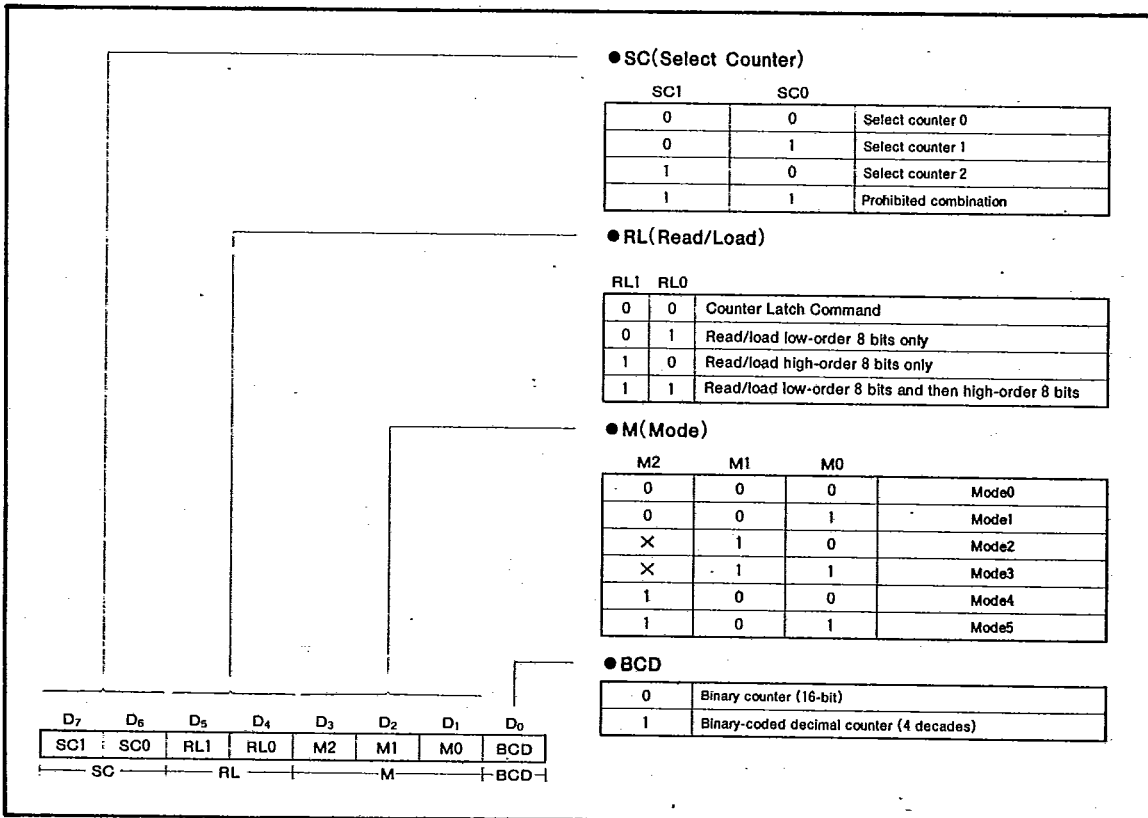 ●SC(Select Counter)
SC1 SC0
0 0 Select counter 0
0 1 Select counter 1
1 0 Select counter 2
1 1 Prohibited combination
●RL(Read/Load)
RL1 RL0
0 0 Counter Latch Command
0 1 Read/load low-order 8 bits only
1 0 Read/load high-order 8 bits only
1 1 Read/load low-order 8 bits and then high-order 8 bits
●M(Mode)
M2 M1 M0
0 0 0 Mode0
0 0 1 Mode1
× 1 0 Mode2
× 1 1 Mode3
1 0 0 Mode4
1 0 1 Mode5
●BCD
0 Binary counter (16-bit)
1 Binary-coded decimal counter (4 decades)
D7 D6 D5 D4 D3 D2 D1 D0
SC1 SC0 RL1 RL0 M2 M1 M0 BCD
SC RL M BCD